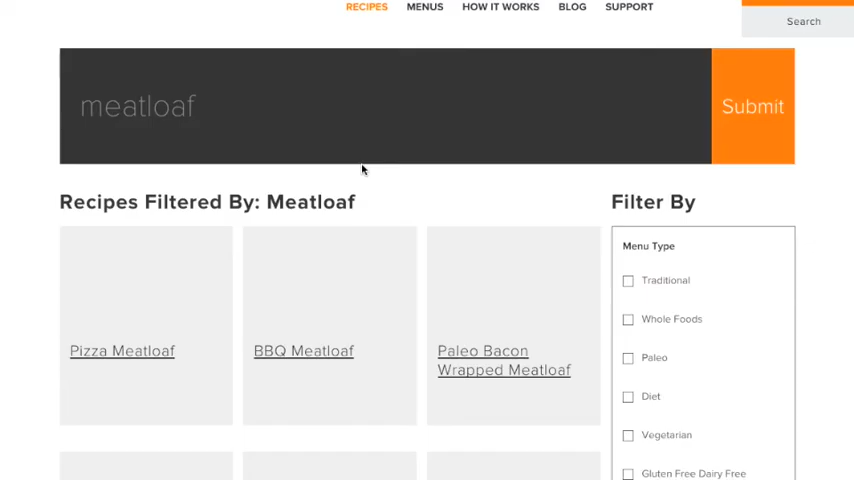 RECIPES MENUS HOW IT WORKS BLOG SUPPORT
Search
meatloaf
Submit
Recipes Filtered By: Meatloaf
Pizza Meatloaf
BBQ Meatloaf
Paleo Bacon
Wrapped Meatloaf
Filter By
Menu Type
Traditional
Whole Foods
Paleo
Diet
Vegetarian
Gluten Free Dairy Free